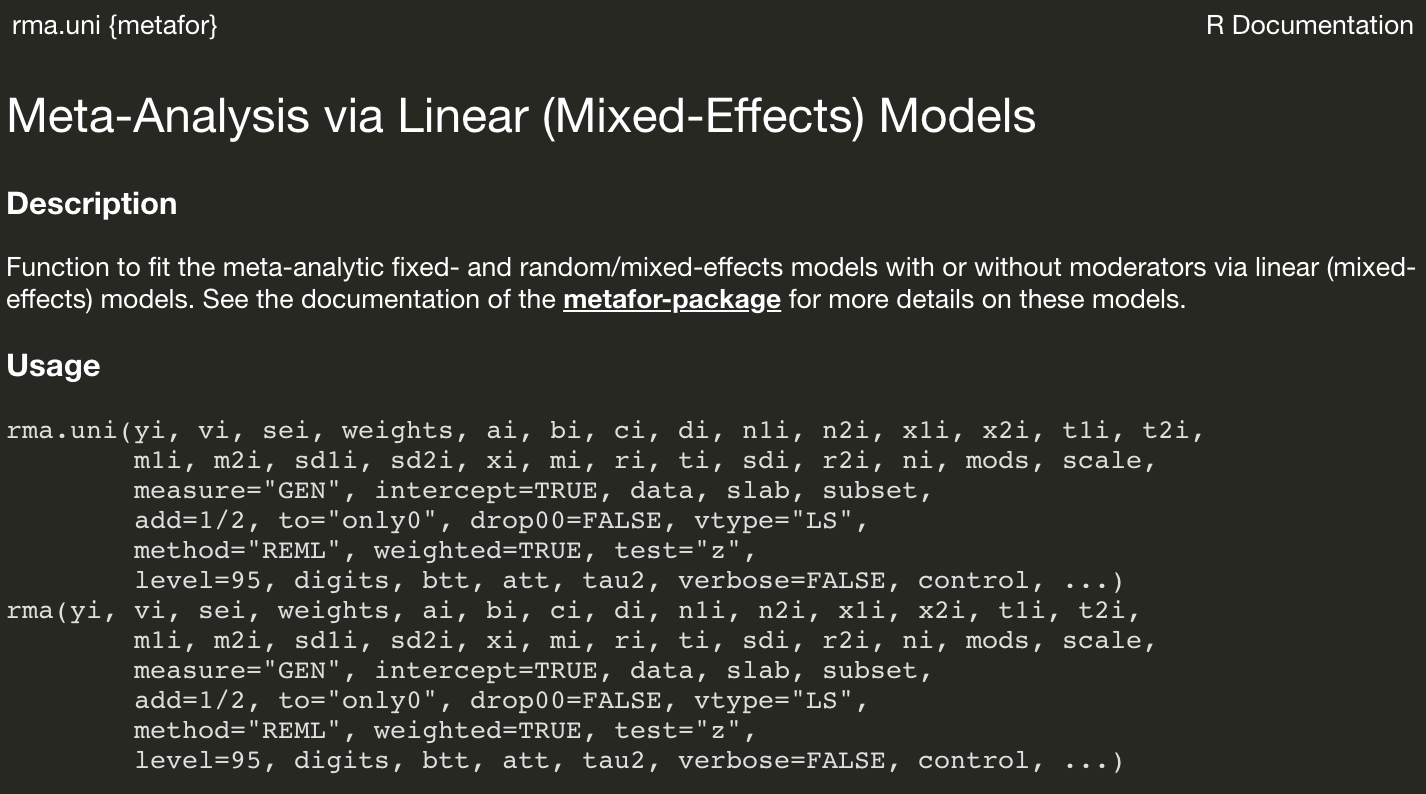 rma.uni {metafor}
R Documentation
Meta-Analysis via Linear (Mixed-Effects) Models
Description
Function to fit the meta-analytic fixed- and random/mixed-effects models with or without moderators via linear (mixed-
effects) models. See the documentation of the metafor-package for more details on these models.
Usage
rma.uni(yi, vi, sei, weights, ai, bi, ci, di, n1i, n2i, x1i, x2i, t1i, t2i,
        m1i, m2i, sd1i, sd2i, xi, mi, ri, ti, sdi, r2i, ni, mods, scale,
        measure="GEN", intercept=TRUE, data, slab, subset,
        add=1/2, to="only0", drop00=FALSE, vtype="LS",
        method="REML", weighted=TRUE, test="z",
        level=95, digits, btt, att, tau2, verbose=FALSE, control, ...)
rma(yi, vi, sei, weights, ai, bi, ci, di, n1i, n2i, x1i, x2i, t1i, t2i,
        m1i, m2i, sd1i, sd2i, xi, mi, ri, ti, sdi, r2i, ni, mods, scale,
        measure="GEN", intercept=TRUE, data, slab, subset,
        add=1/2, to="only0", drop00=FALSE, vtype="LS",
        method="REML", weighted=TRUE, test="z",
        level=95, digits, btt, att, tau2, verbose=FALSE, control, ...)